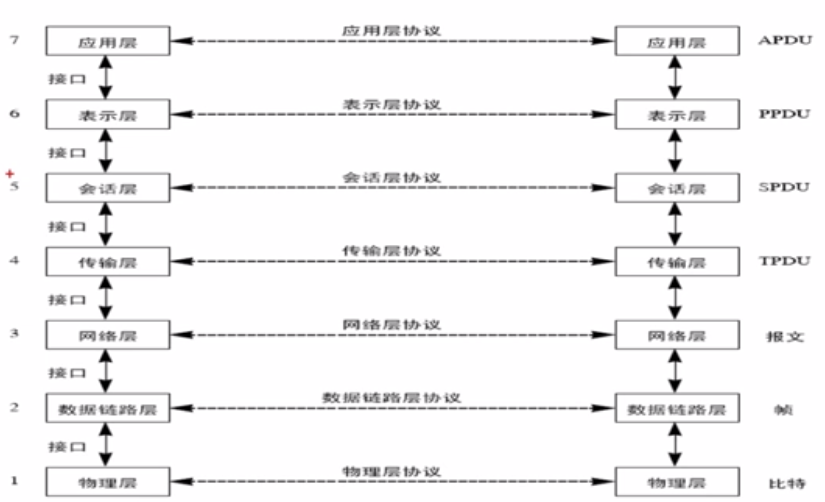 应用层协议
7 应用层 应用层 APDU
接口
表示层协议
6 表示层 表示层 PPDU
接口
会话层协议
5 会话层 会话层 SPDU
接口
传输层协议
4 传输层 传输层 TPDU
接口
网络层协议
3 网络层 网络层 报文
接口
数据链路层协议
2 数据链路层 数据链路层 帧
接口
物理层协议
1 物理层 物理层 比特